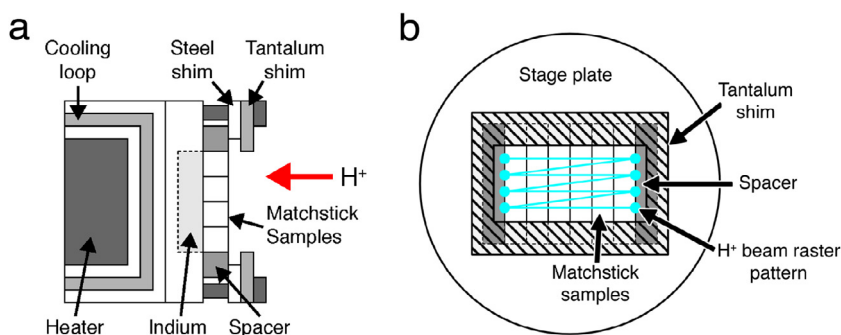 a
Cooling
loop
Steel
shim
Tantalum
shim
H⁺
Matchstick
Samples
Heater
Indium
Spacer
b
Stage plate
Tantalum
shim
Spacer
H⁺ beam raster
pattern
Matchstick
samples